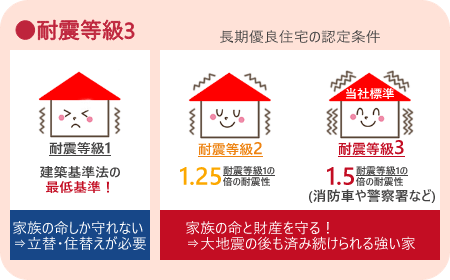 ●耐震等級3
長期優良住宅の認定条件
耐震等級1
建築基準法の
最低基準！
家族の命しか守れない
⇒立替・住替えが必要
耐震等級2
1.25耐震等級1の
倍の耐震性
当社標準
耐震等級3
1.5耐震等級1の
倍の耐震性
(消防車や警察署など)
家族の命と財産を守る！
⇒大地震の後も済み続けられる強い家